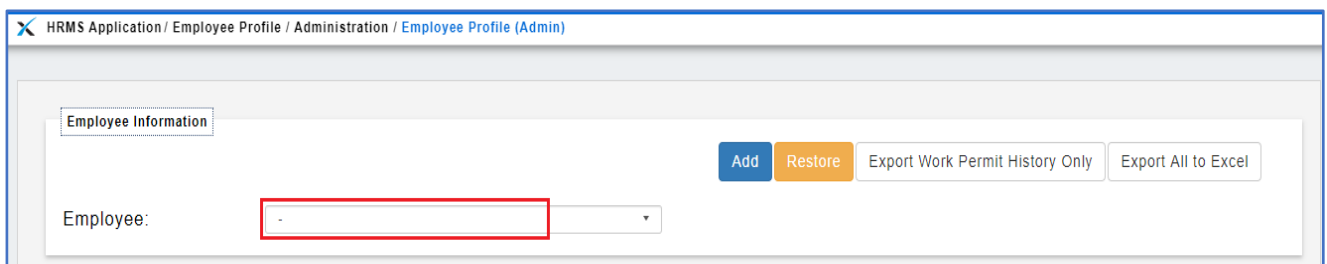 HRMS Application / Employee Profile / Administration / Employee Profile (Admin)
Employee Information
Add Restore Export Work Permit History Only Export All to Excel
Employee: -